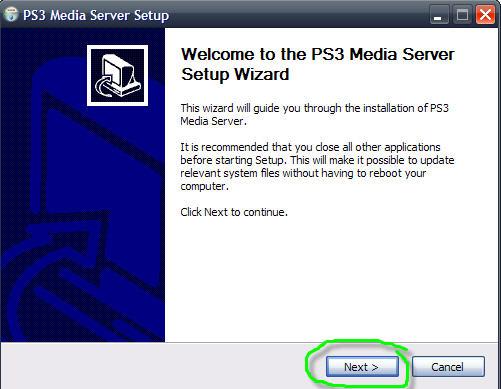 PS3 Media Server Setup
Welcome to the PS3 Media Server
Setup Wizard
This wizard will guide you through the installation of PS3
Media Server.
It is recommended that you close all other applications
before starting Setup. This will make it possible to update
relevant system files without having to reboot your
computer.
Click Next to continue.
Next >
Cancel